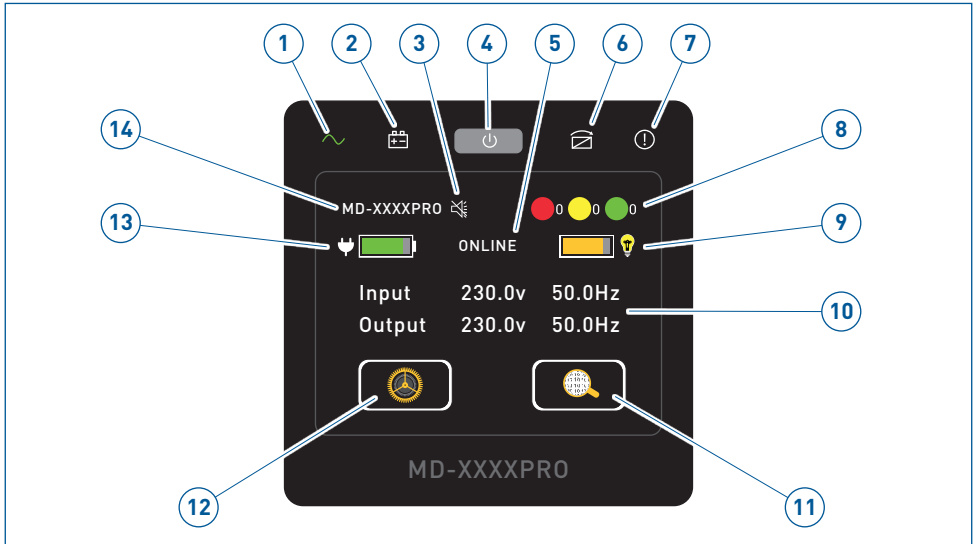 1 2 3 4 5 6 7
14 MD-XXXXPRO 0 0 0 8
13 ONLINE 9
Input 230.0v 50.0Hz
Output 230.0v 50.0Hz
10
MD-XXXXPRO
12 11